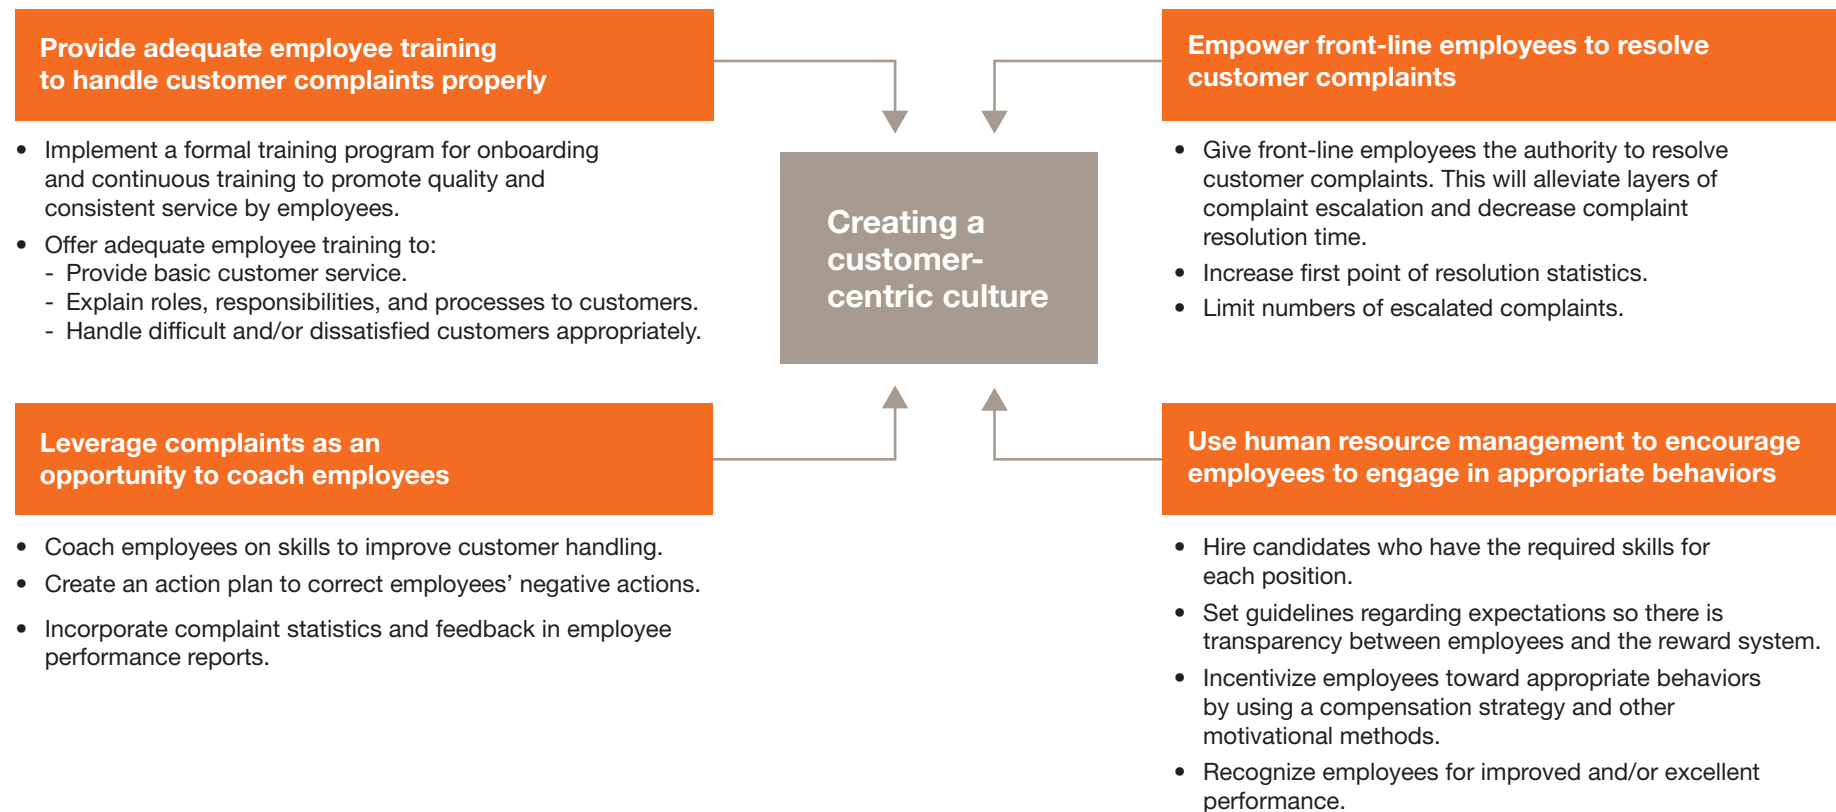 Provide adequate employee training
to handle customer complaints properly
• Implement a formal training program for onboarding
and continuous training to promote quality and
consistent service by employees.
• Offer adequate employee training to:
- Provide basic customer service.
- Explain roles, responsibilities, and processes to customers.
- Handle difficult and/or dissatisfied customers appropriately.
Creating a
customer-
centric culture
Empower front-line employees to resolve
customer complaints
• Give front-line employees the authority to resolve
customer complaints. This will alleviate layers of
complaint escalation and decrease complaint
resolution time.
• Increase first point of resolution statistics.
• Limit numbers of escalated complaints.
Leverage complaints as an
opportunity to coach employees
• Coach employees on skills to improve customer handling.
• Create an action plan to correct employees’ negative actions.
• Incorporate complaint statistics and feedback in employee
performance reports.
Use human resource management to encourage
employees to engage in appropriate behaviors
• Hire candidates who have the required skills for
each position.
• Set guidelines regarding expectations so there is
transparency between employees and the reward system.
• Incentivize employees toward appropriate behaviors
by using a compensation strategy and other
motivational methods.
• Recognize employees for improved and/or excellent
performance.